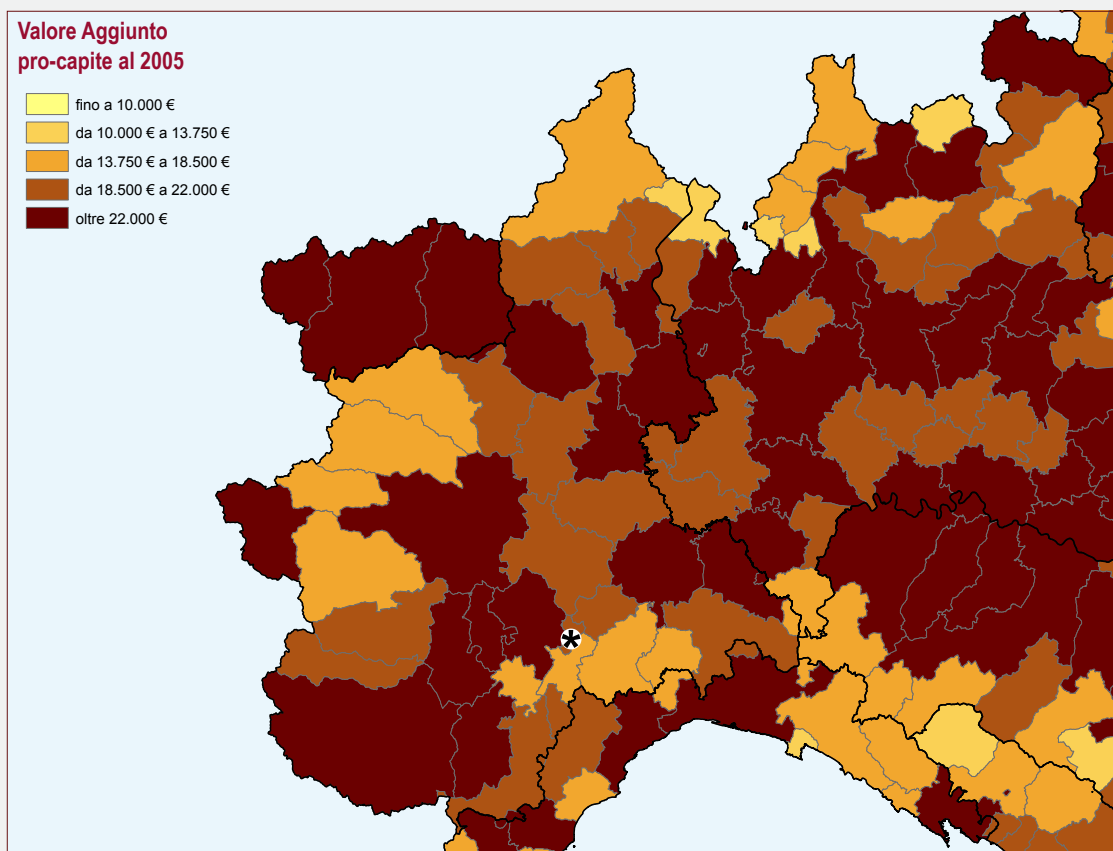 Valore Aggiunto
pro-capite al 2005
fino a 10.000 €
da 10.000 € a 13.750 €
da 13.750 € a 18.500 €
da 18.500 € a 22.000 €
oltre 22.000 €
*